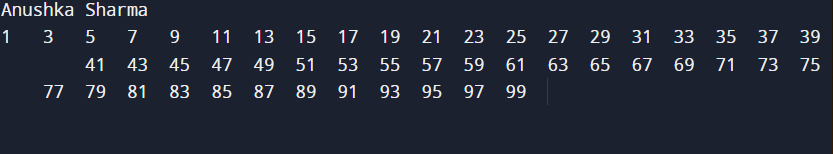 Anushka Sharma
1 3 5 7 9 11 13 15 17 19 21 23 25 27 29 31 33 35 37 39
41 43 45 47 49 51 53 55 57 59 61 63 65 67 69 71 73 75
77 79 81 83 85 87 89 91 93 95 97 99